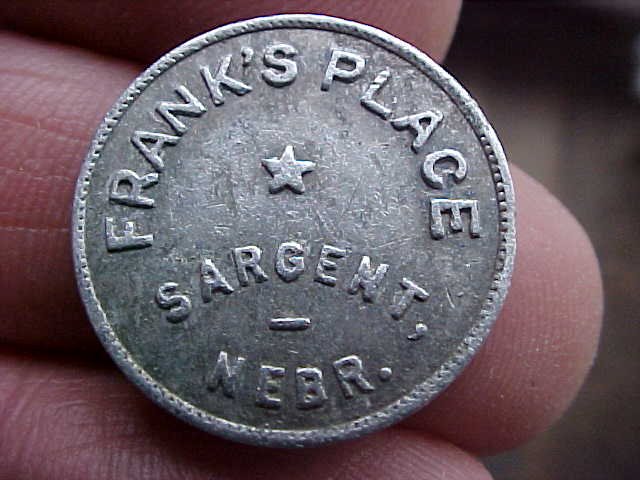 FRANK'S PLACE
SARGENT,
NEBR.